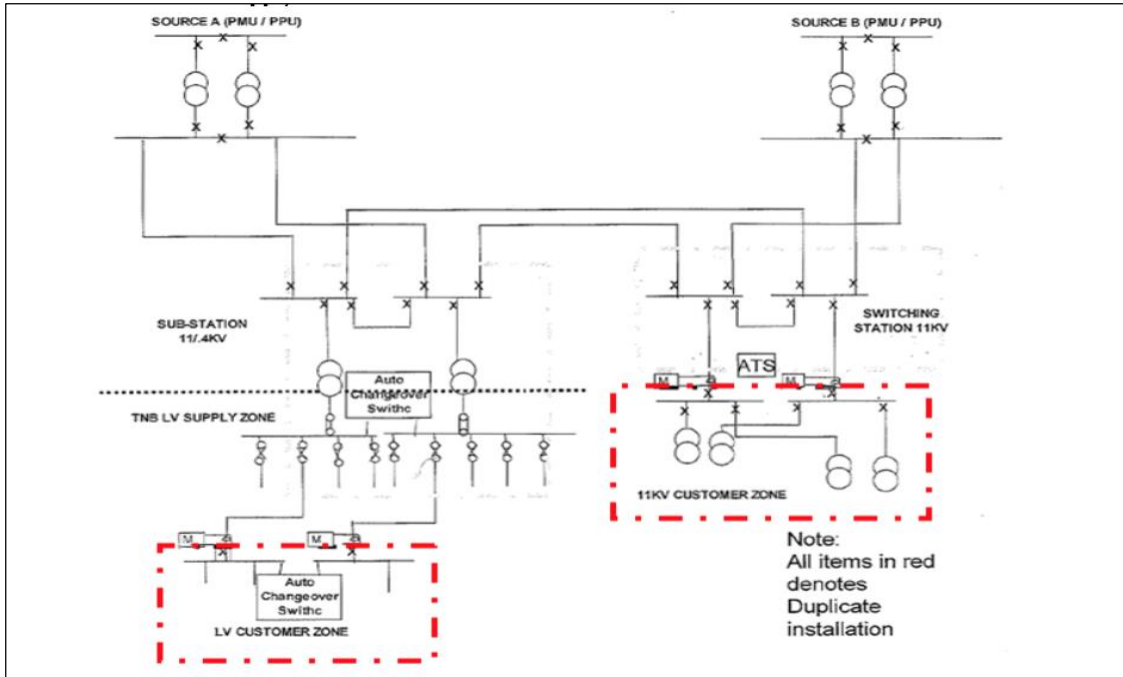 SOURCE A (PMU / PPU)
SOURCE B (PMU / PPU)
SUB-STATION
11/.4KV
SWITCHING
STATION 11KV
ATS
M
M
Auto
Changeover
Swithc
TNB LV SUPPLY ZONE
11KV CUSTOMER ZONE
M
M
Auto
Changeover
Swithc
LV CUSTOMER ZONE
Note:
All items in red
denotes
Duplicate
installation